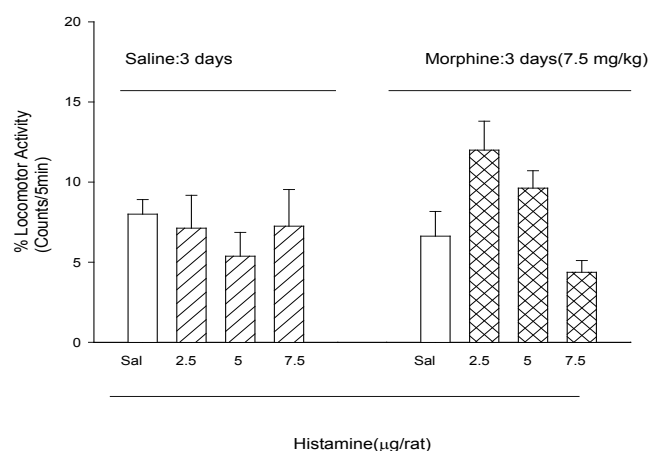 20
Saline:3 days
Morphine:3 days(7.5 mg/kg)
15
10
5
0
% Locomotor Activity
(Counts/5min)
Sal 2.5 5 7.5 Sal 2.5 5 7.5
Histamine(µg/rat)